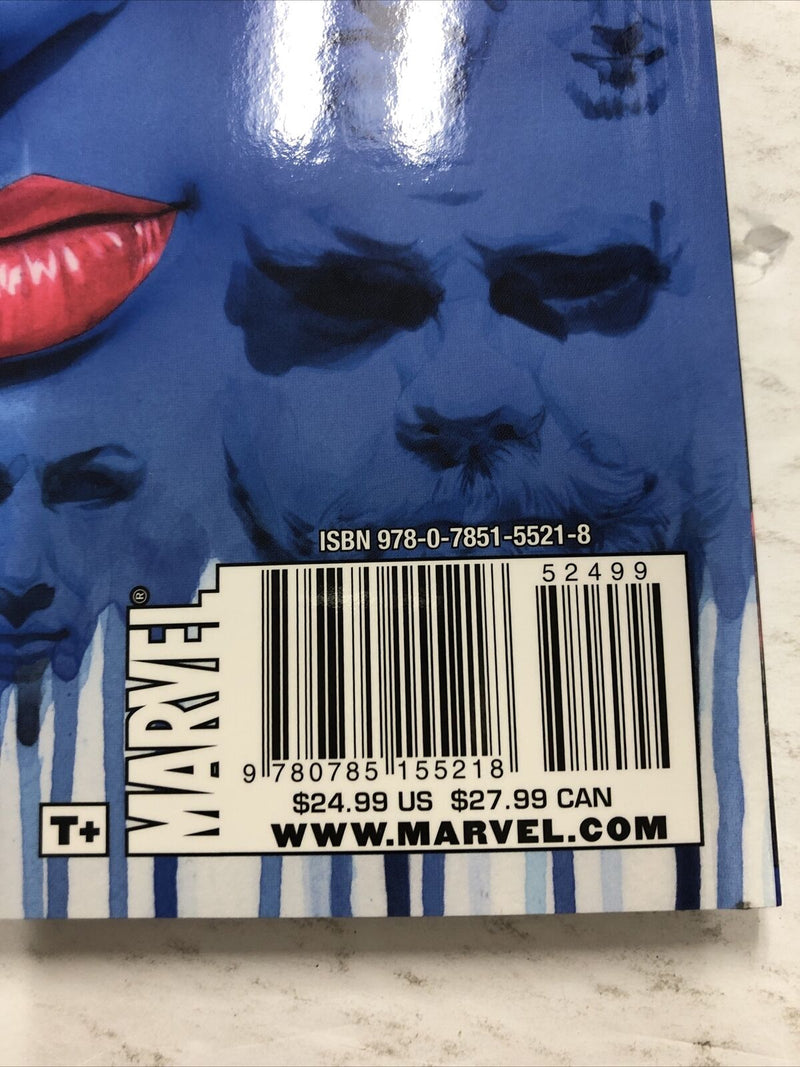 ISBN 978-0-7851-5521-8
52499
MARVEL®
9 780785 155218
$24.99 US $27.99 CAN
T+
WWW.MARVEL.COM